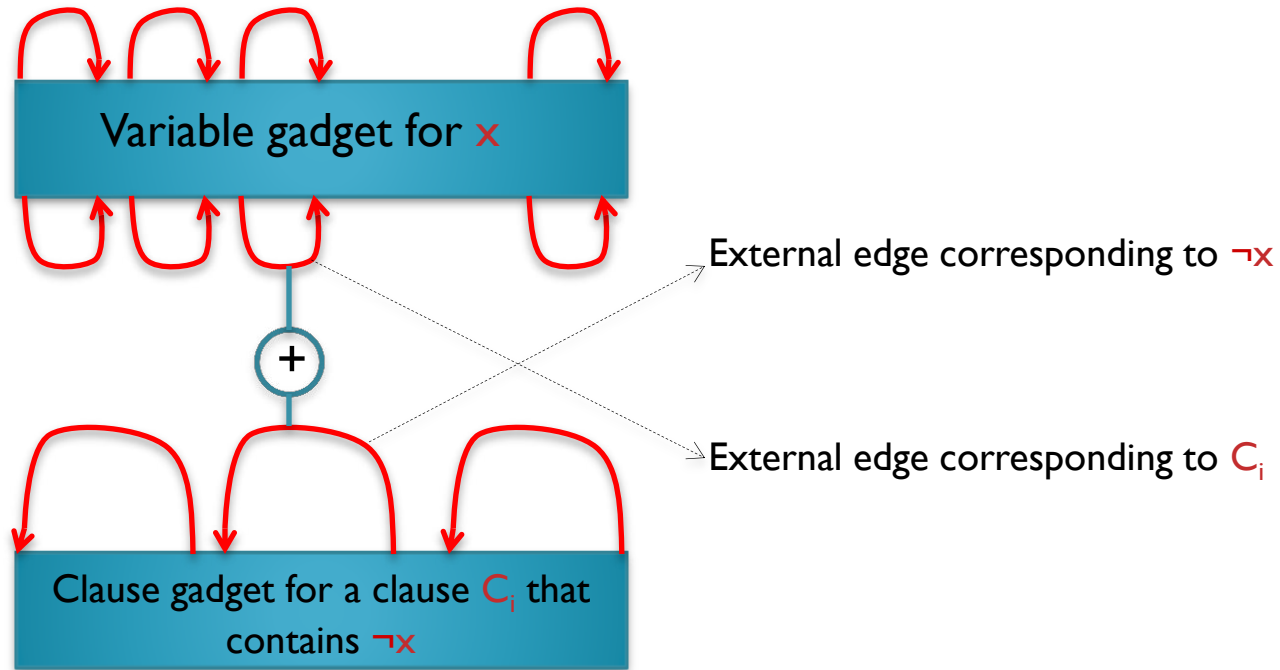 Variable gadget for x
External edge corresponding to ¬x
+
External edge corresponding to Cᵢ
Clause gadget for a clause Cᵢ that
contains ¬x